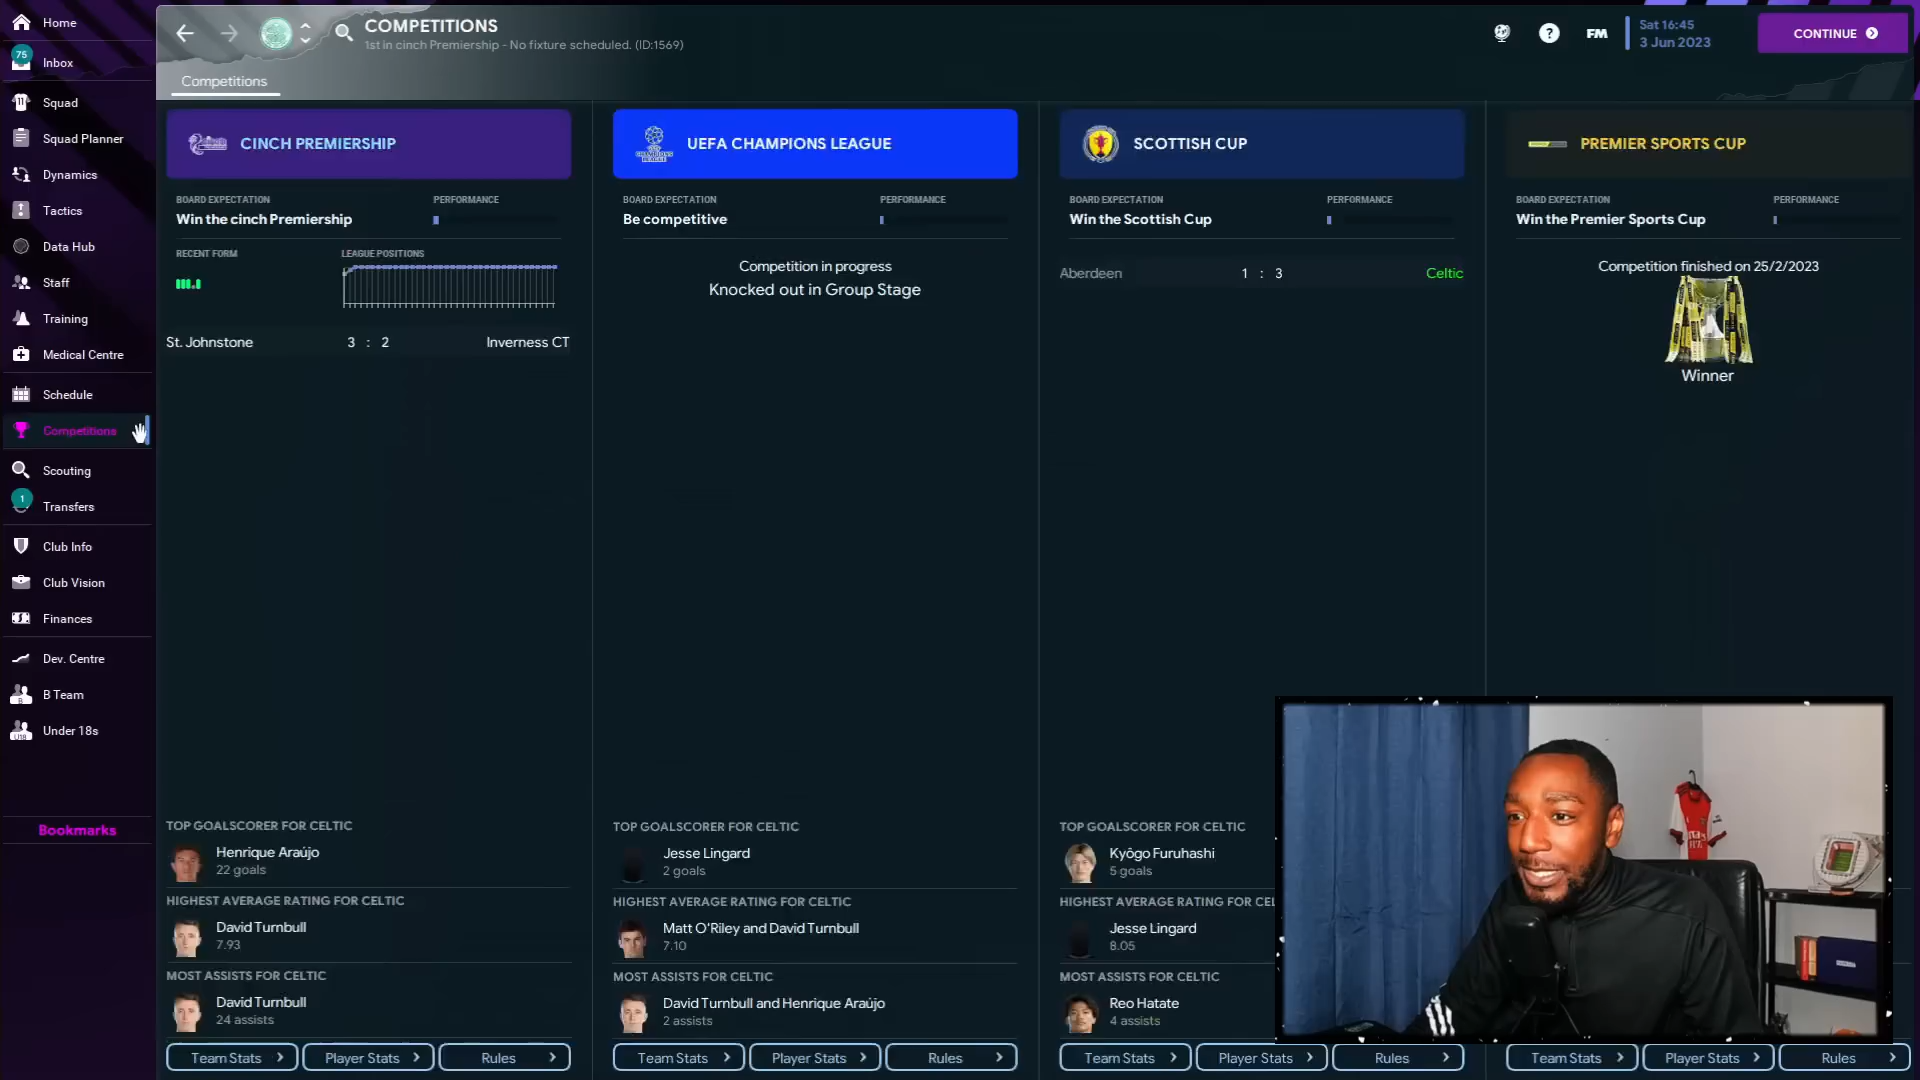 Home
75
Inbox
Squad
Squad Planner
Dynamics
Tactics
Data Hub
Staff
Training
Medical Centre
Schedule
Competitions
Scouting
1
Transfers
Club Info
Club Vision
Finances
Dev. Centre
B Team
Under 18s
Bookmarks
COMPETITIONS
1st in cinch Premiership - No fixture scheduled. (ID:1569)
? FM
Sat 16:45
3 Jun 2023
CONTINUE
Competitions
CINCH PREMIERSHIP
BOARD EXPECTATION PERFORMANCE
Win the cinch Premiership
RECENT FORM LEAGUE POSITIONS
St. Johnstone 3 : 2 Inverness CT
TOP GOALSCORER FOR CELTIC
Henrique Araújo
22 goals
HIGHEST AVERAGE RATING FOR CELTIC
David Turnbull
7.93
MOST ASSISTS FOR CELTIC
David Turnbull
24 assists
Team Stats Player Stats Rules
UEFA CHAMPIONS LEAGUE
BOARD EXPECTATION PERFORMANCE
Be competitive
Competition in progress
Knocked out in Group Stage
TOP GOALSCORER FOR CELTIC
Jesse Lingard
2 goals
HIGHEST AVERAGE RATING FOR CELTIC
Matt O'Riley and David Turnbull
7.10
MOST ASSISTS FOR CELTIC
David Turnbull and Henrique Araújo
2 assists
Team Stats Player Stats Rules
SCOTTISH CUP
BOARD EXPECTATION PERFORMANCE
Win the Scottish Cup
Aberdeen 1 : 3 Celtic
TOP GOALSCORER FOR CELTIC
Kyōgo Furuhashi
5 goals
HIGHEST AVERAGE RATING FOR CEL
Jesse Lingard
8.05
MOST ASSISTS FOR CELTIC
Reo Hatate
4 assists
Team Stats Player Stats Rules
PREMIER SPORTS CUP
BOARD EXPECTATION PERFORMANCE
Win the Premier Sports Cup
Competition finished on 25/2/2023
Winner
Team Stats Player Stats Rules